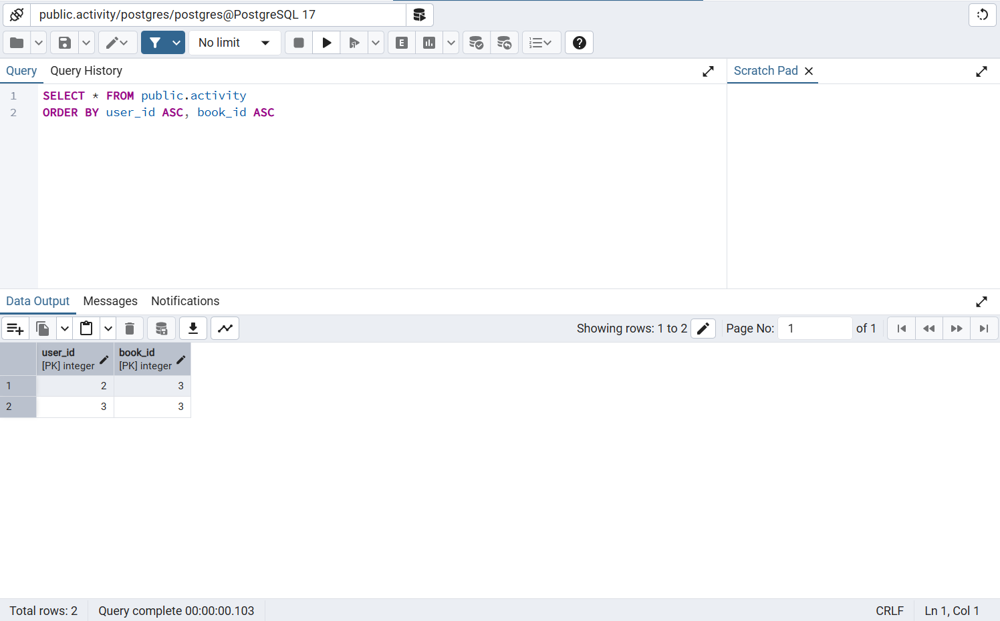 public.activity/postgres/postgres@PostgreSQL 17
No limit
E
Query Query History Scratch Pad
1 SELECT * FROM public.activity
2 ORDER BY user_id ASC, book_id ASC
Data Output Messages Notifications
Showing rows: 1 to 2 Page No: 1 of 1
user_id book_id
[PK] integer [PK] integer
1 2 3
2 3 3
Total rows: 2 Query complete 00:00:00.103 CRLF Ln 1, Col 1